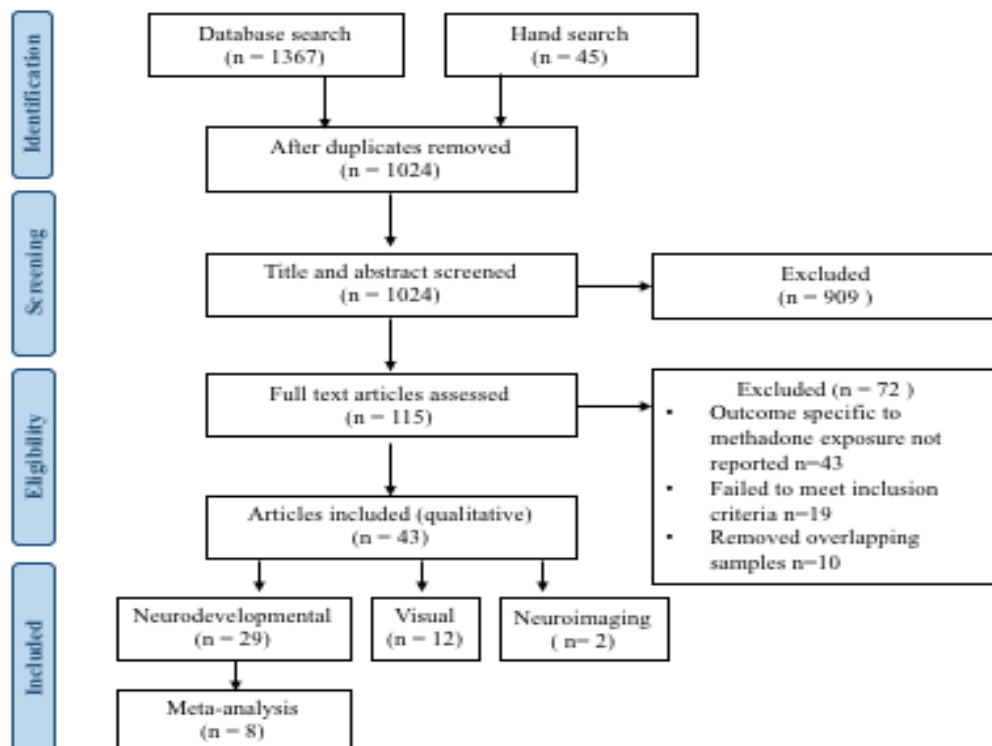 Identification
Database search
(n = 1367)
Hand search
(n = 45)
After duplicates removed
(n = 1024)
Screening
Title and abstract screened
(n = 1024)
Excluded
(n = 909 )
Eligibility
Full text articles assessed
(n = 115)
Excluded (n = 72 )
• Outcome specific to
methadone exposure not
reported n=43
• Failed to meet inclusion
criteria n=19
• Removed overlapping
samples n=10
Articles included (qualitative)
(n = 43)
Included
Neurodevelopmental
(n = 29)
Visual
(n = 12)
Neuroimaging
( n= 2)
Meta-analysis
(n = 8)